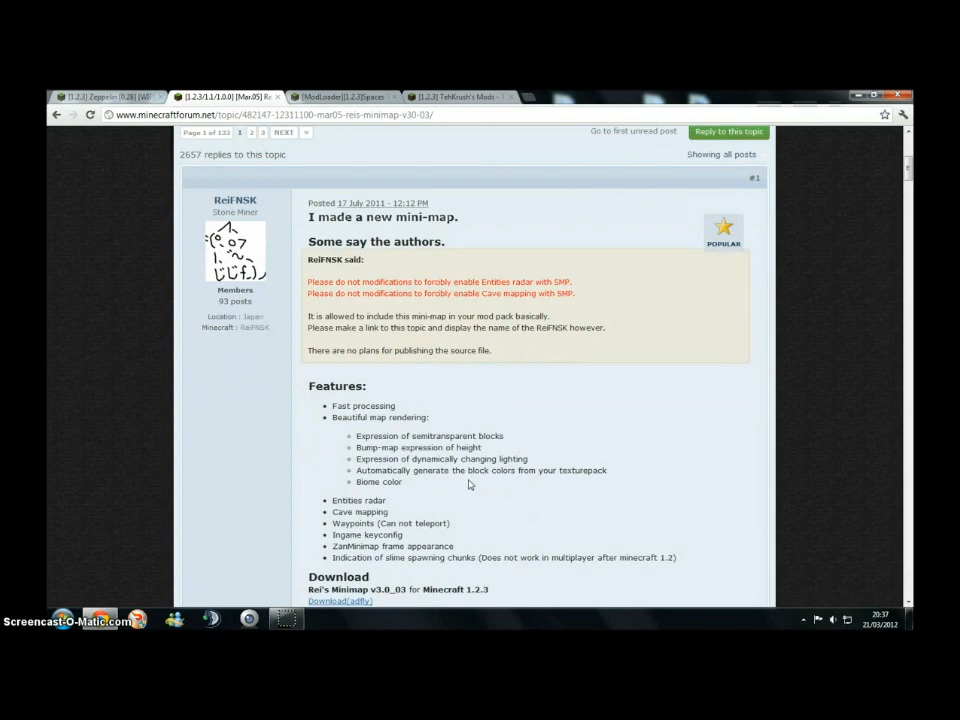 [1.2.3] Zeppelin [0.28] [WIP]
[1.2.3/1.1/1.0.0] [Mar.05] Re
[ModLoader][1.2.3]Spaces
[1.2.3] TehKrush's Mods - T
www.minecraftforum.net/topic/482147-12311100-mar05-reis-minimap-v30-03/
Page 1 of 133 1 2 3 NEXT »
Go to first unread post
Reply to this topic
2657 replies to this topic
Showing all posts
#1
ReiFNSK
Stone Miner
Members
93 posts
Location : Japan
Minecraft : ReiFNSK
Posted 17 July 2011 - 12:12 PM
I made a new mini-map.
POPULAR
Some say the authors.
ReiFNSK said:
Please do not modifications to forcibly enable Entities radar with SMP.
Please do not modifications to forcibly enable Cave mapping with SMP.
It is allowed to include this mini-map in your mod pack basically.
Please make a link to this topic and display the name of the ReiFNSK however.
There are no plans for publishing the source file.
Features:
Fast processing
Beautiful map rendering:
Expression of semitransparent blocks
Bump-map expression of height
Expression of dynamically changing lighting
Automatically generate the block colors from your texturepack
Biome color
Entities radar
Cave mapping
Waypoints (Can not teleport)
Ingame keyconfig
ZanMinimap frame appearance
Indication of slime spawning chunks (Does not work in multiplayer after minecraft 1.2)
Download
Rei's Minimap v3.0_03 for Minecraft 1.2.3
Download(adfly)
Screencast-O-Matic.com
20:37
21/03/2012